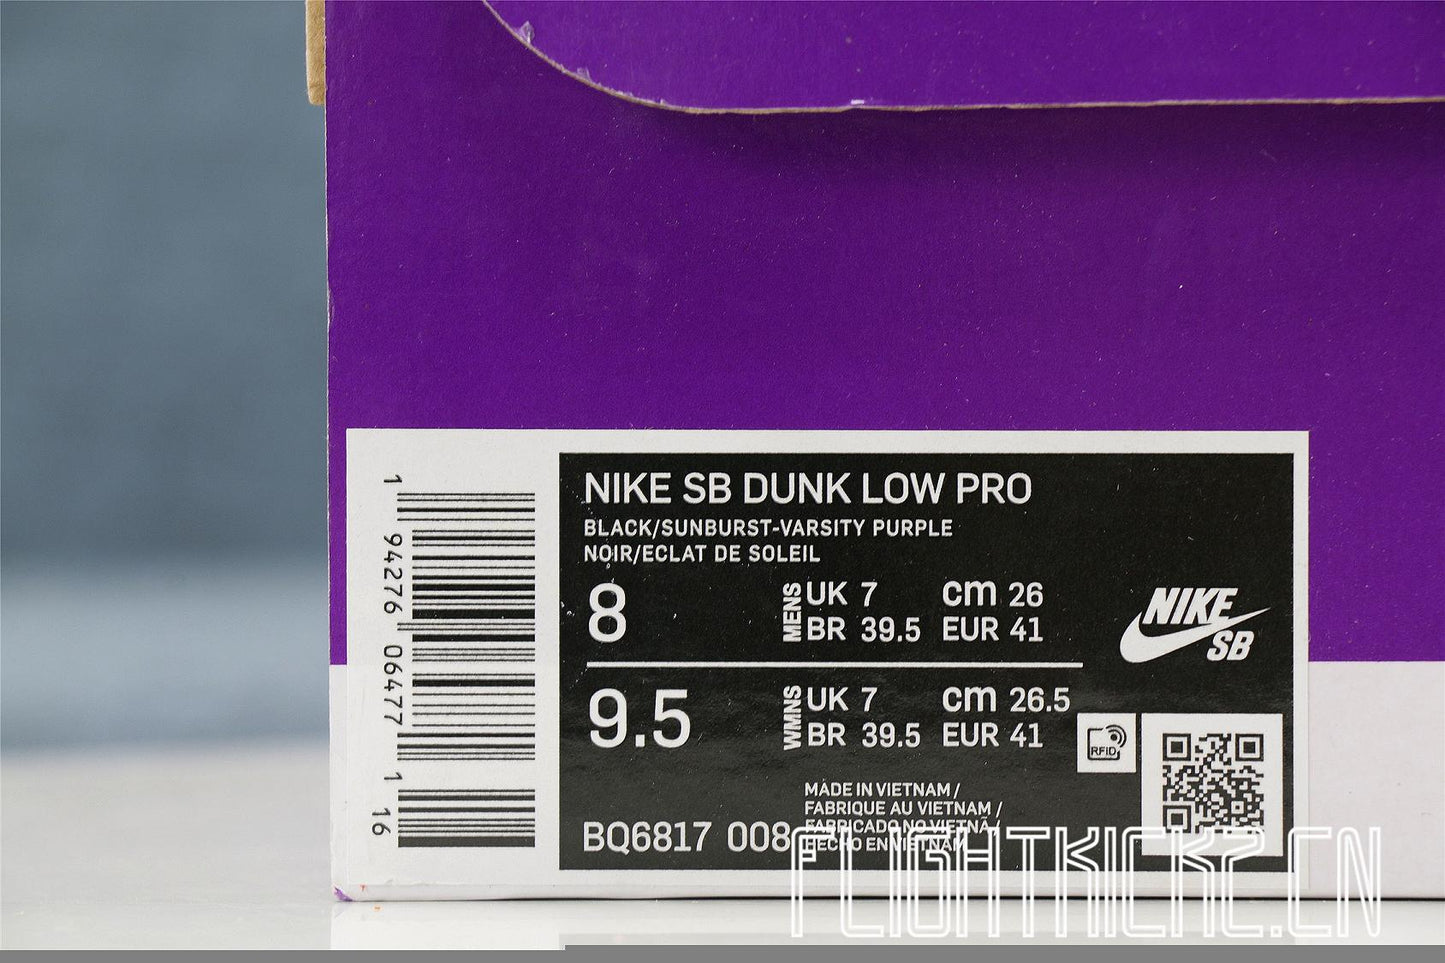 NIKE SB DUNK LOW PRO
BLACK/SUNBURST-VARSITY PURPLE
NOIR/ECLAT DE SOLEIL
8 MENS UK 7 cm 26
BR 39.5 EUR 41
9.5 WMNS UK 7 cm 26.5
BR 39.5 EUR 41
NIKE
SB
RFID
MADE IN VIETNAM /
FABRIQUE AU VIETNAM /
FABRICADO NO VIETNÃ /
HECHO EN VIETNAM
BQ6817 008
1 94276 06477 1 16
FLIGHTKICKZ.CN